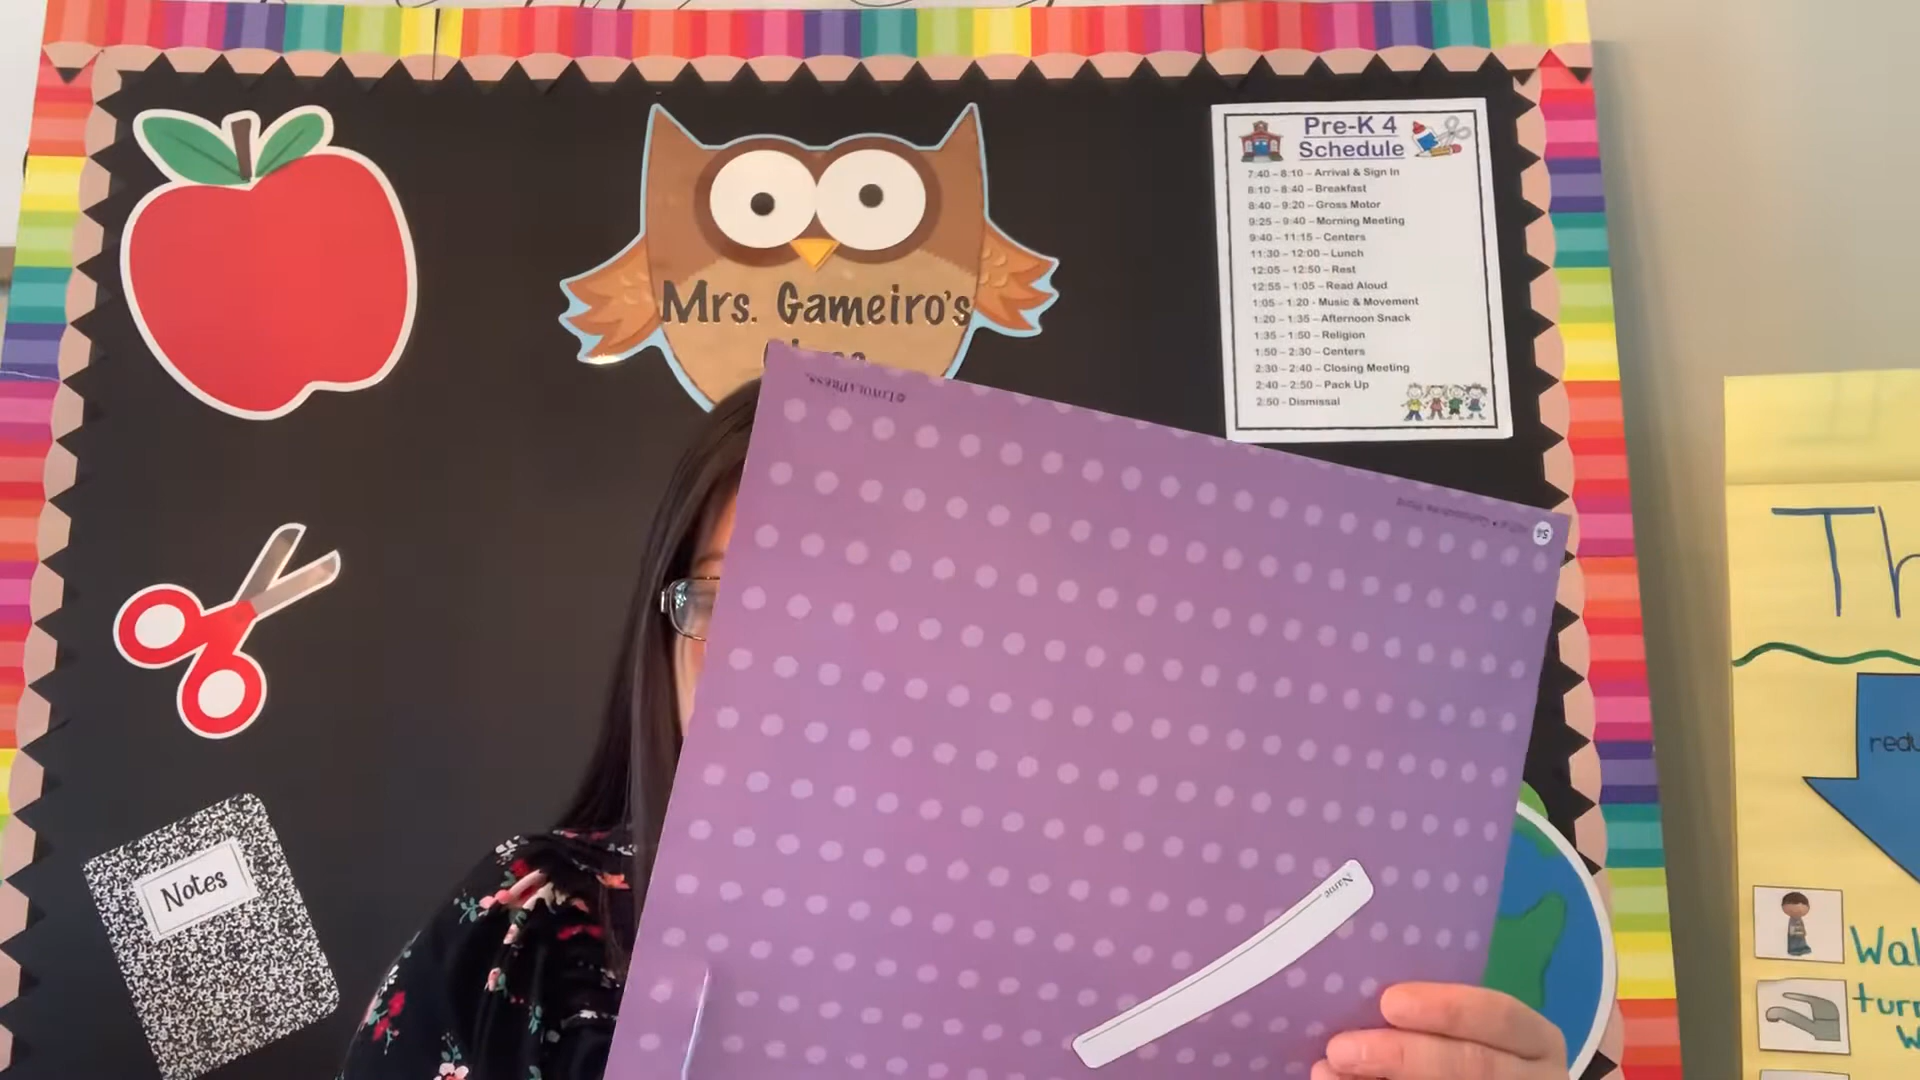 Mrs. Gameiro's
Pre-K 4
Schedule
7:40 – 8:10 – Arrival & Sign In
8:10 – 8:40 – Breakfast
8:40 – 9:20 – Gross Motor
9:25 – 9:40 – Morning Meeting
9:40 – 11:15 – Centers
11:30 – 12:00 – Lunch
12:05 – 12:50 – Rest
12:55 – 1:05 – Read Aloud
1:05 – 1:20 - Music & Movement
1:20 – 1:35 – Afternoon Snack
1:35 – 1:50 – Religion
1:50 – 2:30 – Centers
2:30 – 2:40 – Closing Meeting
2:40 – 2:50 – Pack Up
2:50 - Dismissal
© LOYOLA PRESS.
54
Name
Notes
Th
redu
Wal
turn
w